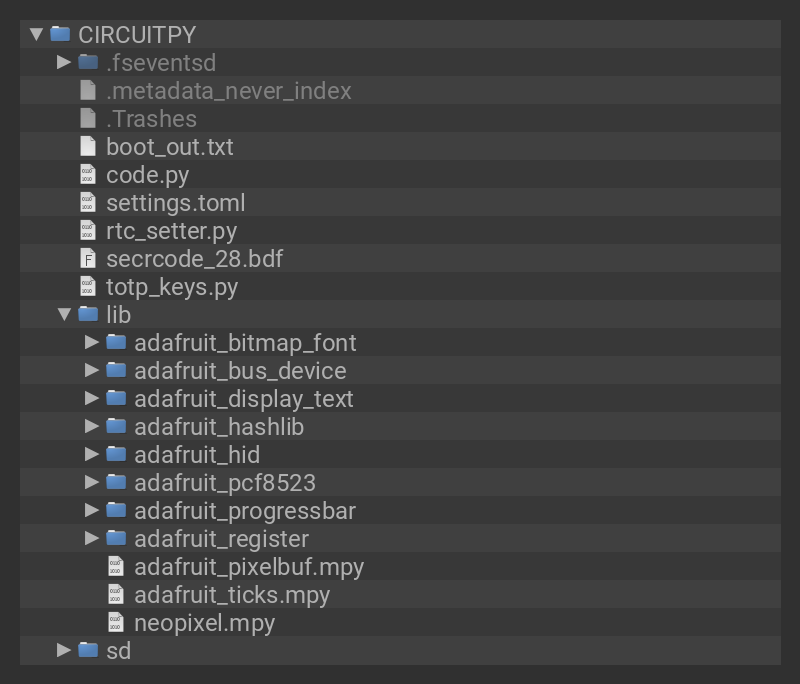 CIRCUITPY
.fseventsd
.metadata_never_index
.Trashes
boot_out.txt
code.py
settings.toml
rtc_setter.py
secrcode_28.bdf
totp_keys.py
lib
adafruit_bitmap_font
adafruit_bus_device
adafruit_display_text
adafruit_hashlib
adafruit_hid
adafruit_pcf8523
adafruit_progressbar
adafruit_register
adafruit_pixelbuf.mpy
adafruit_ticks.mpy
neopixel.mpy
sd